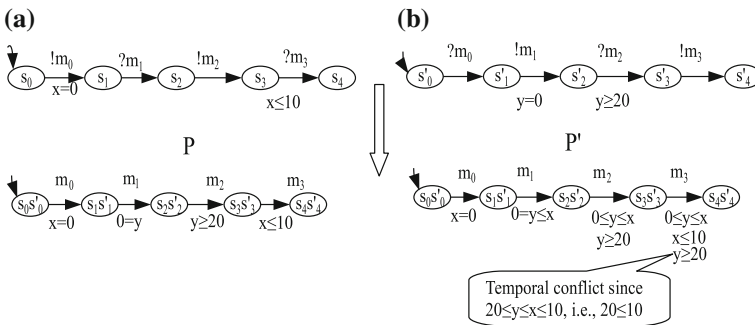 (a)
(b)
!m₀ ?m₁ !m₂ ?m₃
s₀ s₁ s₂ s₃ s₄
x=0 x≤10
?m₀ !m₁ ?m₂ !m₃
s'₀ s'₁ s'₂ s'₃ s'₄
y=0 y≥20
P
P'
m₀ m₁ m₂ m₃
s₀s'₀ s₁s'₁ s₂s'₂ s₃s'₃ s₄s'₄
x=0 0=y y≥20 x≤10
m₀ m₁ m₂ m₃
s₀s'₀ s₁s'₁ s₂s'₂ s₃s'₃ s₄s'₄
x=0 0=y≤x 0≤y≤x 0≤y≤x
y≥20 x≤10
y≥20
Temporal conflict since
20≤y≤x≤10, i.e., 20≤10